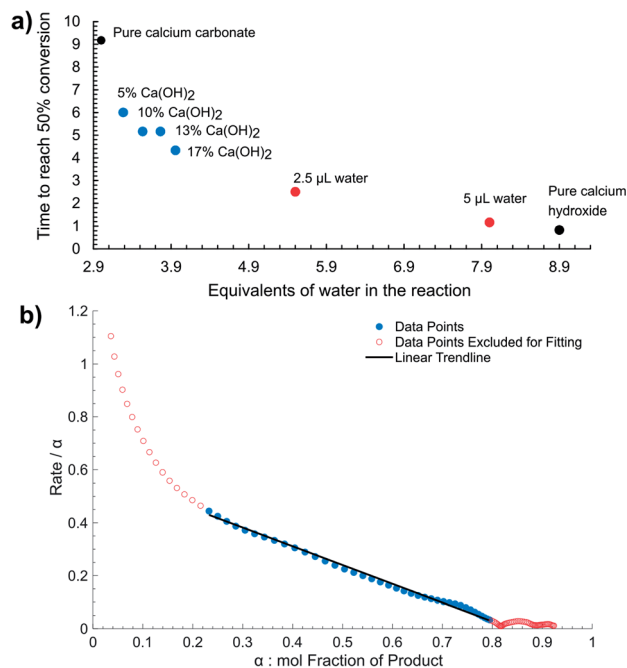 a)
Time to reach 50% conversion
10
9
8
7
6
5
4
3
2
1
0
Pure calcium carbonate
5% Ca(OH)2
10% Ca(OH)2
13% Ca(OH)2
17% Ca(OH)2
2.5 µL water
5 µL water
Pure calcium
hydroxide
2.9 3.9 4.9 5.9 6.9 7.9 8.9
Equivalents of water in the reaction
b)
Rate / α
1.2
1
0.8
0.6
0.4
0.2
0
Data Points
Data Points Excluded for Fitting
Linear Trendline
0 0.1 0.2 0.3 0.4 0.5 0.6 0.7 0.8 0.9 1
α : mol Fraction of Product